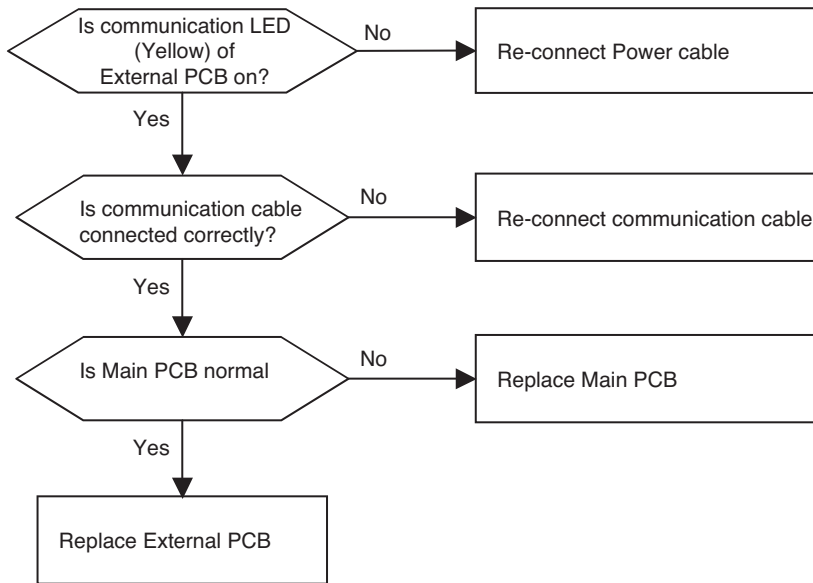 Is communication LED
(Yellow) of
External PCB on?
No
Re-connect Power cable
Yes
Is communication cable
connected correctly?
No
Re-connect communication cable
Yes
Is Main PCB normal
No
Replace Main PCB
Yes
Replace External PCB